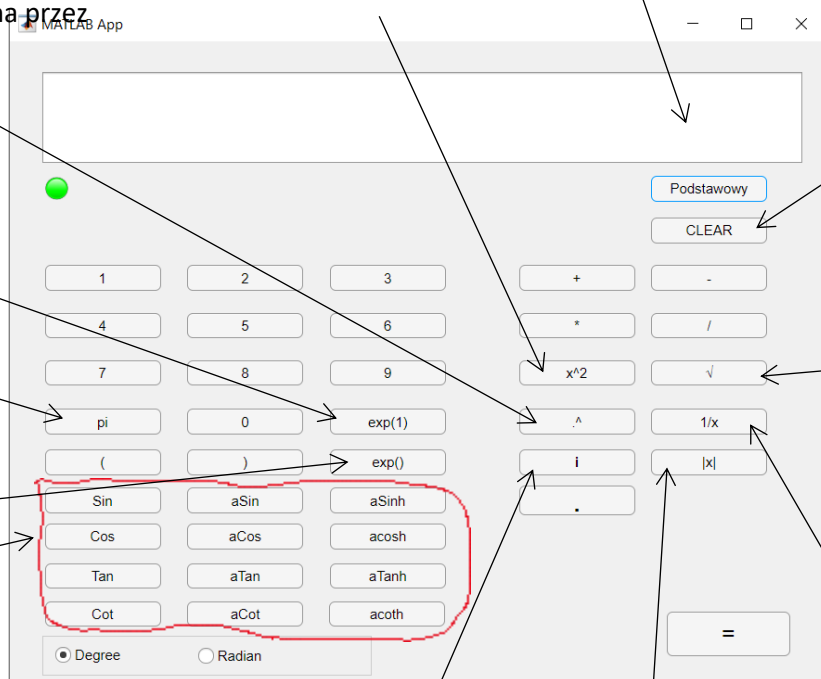 na przez
MATLAB App
Podstawowy
CLEAR
1 2 3 + -
4 5 6 * /
7 8 9 x^2 √
pi 0 exp(1) .^ 1/x
( ) exp() i |x|
Sin aSin aSinh .
Cos aCos acosh
Tan aTan aTanh
Cot aCot acoth
=
Degree Radian